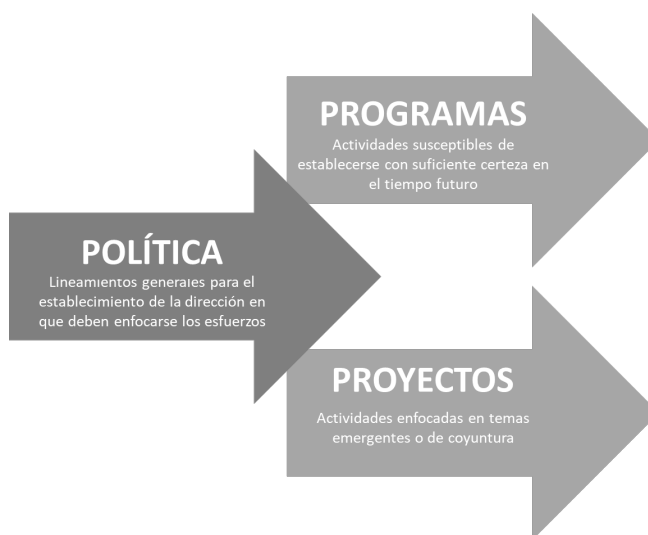 PROGRAMAS
Actividades susceptibles de
establecerse con suficiente certeza en
el tiempo futuro
POLÍTICA
Lineamientos generales para el
establecimiento de la dirección en
que deben enfocarse los esfuerzos
PROYECTOS
Actividades enfocadas en temas
emergentes o de coyuntura